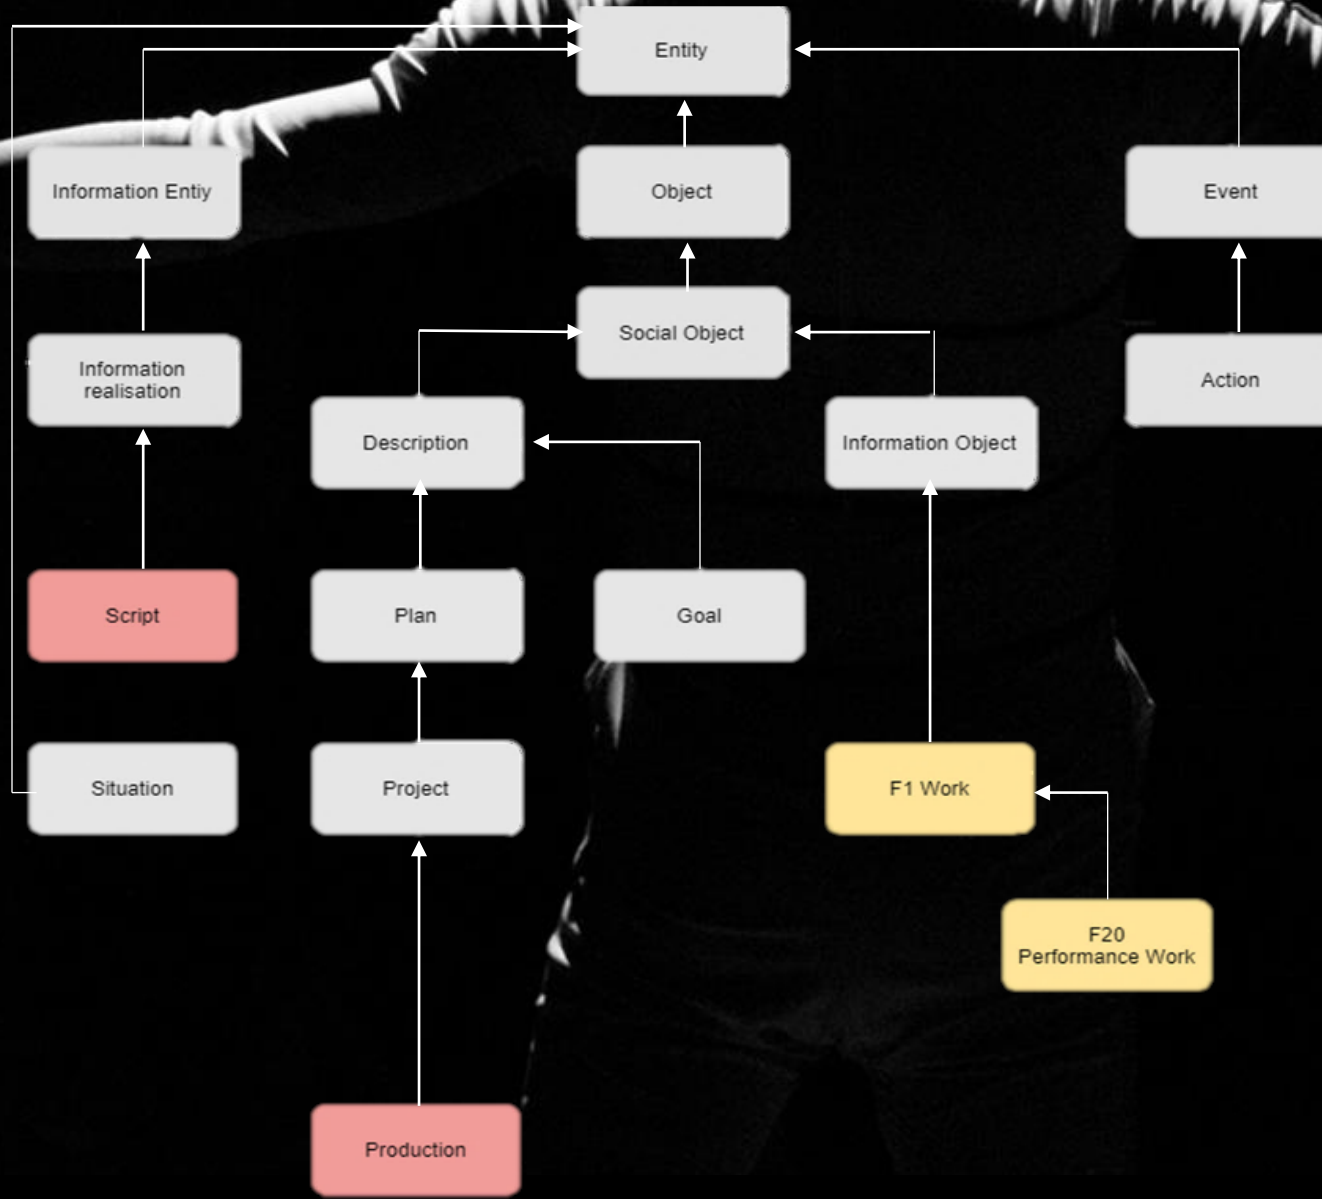 Entity
Information Entiy
Object
Event
Social Object
Information
realisation
Action
Description
Information Object
Script
Plan
Goal
Situation
Project
F1 Work
F20
Performance Work
Production